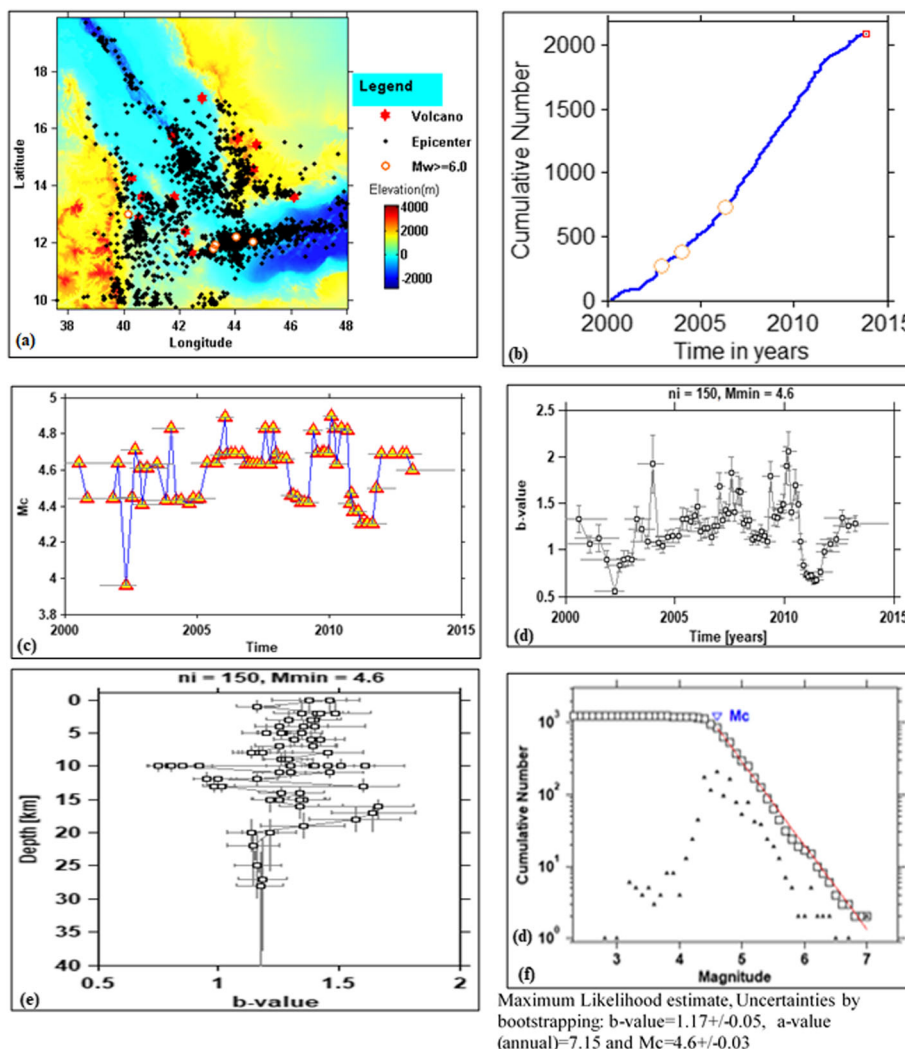 Legend
Volcano
Epicenter
Mw>=6.0
Elevation(m)
4000
2000
0
-2000
18
16
14
12
10
Latitude
38 40 42 44 46 48
Longitude
(a)
2000
1500
1000
500
0
Cumulative Number
2000 2005 2010 2015
Time in years
(b)
5
4.8
4.6
4.4
4.2
4
3.8
Mc
2000 2005 2010 2015
Time
(c)
ni = 150, Mmin = 4.6
2.5
2
1.5
1
0.5
b-value
2000 2005 2010 2015
Time [years]
(d)
ni = 150, Mmin = 4.6
0
5
10
15
20
25
30
35
40
Depth [km]
0.5 1 1.5 2
b-value
(e)
Mc
10³
10²
10¹
10⁰
Cumulative Number
(d)
3 4 5 6 7
Magnitude
(f)
Maximum Likelihood estimate, Uncertainties by
bootstrapping: b-value=1.17+/-0.05, a-value
(annual)=7.15 and Mc=4.6+/-0.03